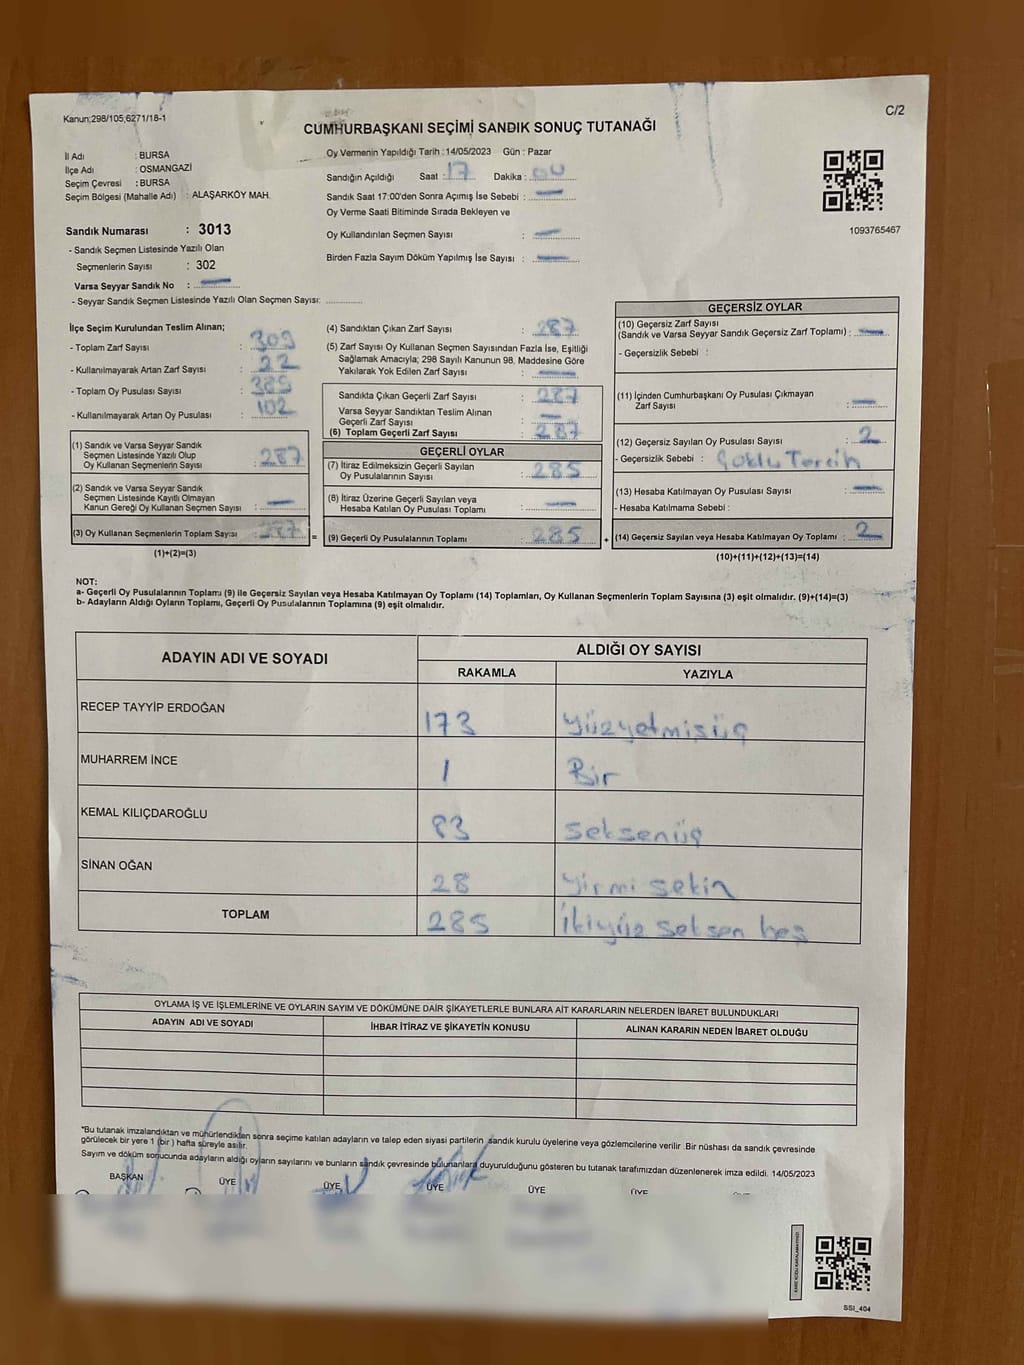 Kanun;298/105;6271/18-1
C/2
CUMHURBAŞKANI SEÇİMİ SANDIK SONUÇ TUTANAĞI
İl Adı : BURSA
İlçe Adı : OSMANGAZİ
Seçim Çevresi : BURSA
Seçim Bölgesi (Mahalle Adı) : ALAŞARKÖY MAH.
Oy Vermenin Yapıldığı Tarih : 14/05/2023 Gün : Pazar
Sandığın Açıldığı Saat : 17 Dakika : 00
Sandık Saat 17:00'den Sonra Açımış İse Sebebi : —
Oy Verme Saati Bitiminde Sırada Bekleyen ve
Oy Kullandırılan Seçmen Sayısı : —
Birden Fazla Sayım Döküm Yapılmış İse Sayısı : —
1093765467
Sandık Numarası : 3013
- Sandık Seçmen Listesinde Yazılı Olan
Seçmenlerin Sayısı : 302
Varsa Seyyar Sandık No : —
- Seyyar Sandık Seçmen Listesinde Yazılı Olan Seçmen Sayısı:
İlçe Seçim Kurulundan Teslim Alınan;
- Toplam Zarf Sayısı : 309
- Kullanılmayarak Artan Zarf Sayısı : 22
- Toplam Oy Pusulası Sayısı :
- Kullanılmayarak Artan Oy Pusulası : 102
(1) Sandık ve Varsa Seyyar Sandık
Seçmen Listesinde Yazılı Olup
Oy Kullanan Seçmenlerin Sayısı : 287
(2) Sandık ve Varsa Seyyar Sandık
Seçmen Listesinde Kayıtlı Olmayan
Kanun Gereği Oy Kullanan Seçmen Sayısı : —
(3) Oy Kullanan Seçmenlerin Toplam Sayısı : 287
(1)+(2)=(3)
(4) Sandıktan Çıkan Zarf Sayısı : 287
(5) Zarf Sayısı Oy Kullanan Seçmen Sayısından Fazla İse, Eşitliği
Sağlamak Amacıyla; 298 Sayılı Kanunun 98. Maddesine Göre
Yakılarak Yok Edilen Zarf Sayısı : —
Sandıkta Çıkan Geçerli Zarf Sayısı : 287
Varsa Seyyar Sandıktan Teslim Alınan
Geçerli Zarf Sayısı : —
(6) Toplam Geçerli Zarf Sayısı : 287
GEÇERLİ OYLAR
(7) İtiraz Edilmeksizin Geçerli Sayılan
Oy Pusulalarının Sayısı : 285
(8) İtiraz Üzerine Geçerli Sayılan veya
Hesaba Katılan Oy Pusulası Toplamı : —
= (9) Geçerli Oy Pusulalarının Toplamı : 285
GEÇERSİZ OYLAR
(10) Geçersiz Zarf Sayısı
(Sandık ve Varsa Seyyar Sandık Geçersiz Zarf Toplamı) : —
- Geçersizlik Sebebi :
(11) İçinden Cumhurbaşkanı Oy Pusulası Çıkmayan
Zarf Sayısı : —
(12) Geçersiz Sayılan Oy Pusulası Sayısı : 2
- Geçersizlik Sebebi : Çoklu Tercih
(13) Hesaba Katılmayan Oy Pusulası Sayısı : —
- Hesaba Katılmama Sebebi :
+ (14) Geçersiz Sayılan veya Hesaba Katılmayan Oy Toplamı : 2
(10)+(11)+(12)+(13)=(14)
NOT:
a- Geçerli Oy Pusulalarının Toplamı (9) ile Geçersiz Sayılan veya Hesaba Katılmayan Oy Toplamı (14) Toplamları, Oy Kullanan Seçmenlerin Toplam Sayısına (3) eşit olmalıdır. (9)+(14)=(3)
b- Adayların Aldığı Oyların Toplamı, Geçerli Oy Pusulalarının Toplamına (9) eşit olmalıdır.
ADAYIN ADI VE SOYADI ALDIĞI OY SAYISI
RAKAMLA YAZIYLA
RECEP TAYYİP ERDOĞAN 173 Yüzyetmişüç
MUHARREM İNCE 1 Bir
KEMAL KILIÇDAROĞLU 83 seksenüç
SİNAN OĞAN 28 yirmi sekiz
TOPLAM 285 İkiyüz seksen beş
OYLAMA İŞ VE İŞLEMLERİNE VE OYLARIN SAYIM VE DÖKÜMÜNE DAİR ŞİKAYETLERLE BUNLARA AİT KARARLARIN NELERDEN İBARET BULUNDUKLARI
ADAYIN ADI VE SOYADI İHBAR İTİRAZ VE ŞİKAYETİN KONUSU ALINAN KARARIN NEDEN İBARET OLDUĞU
*Bu tutanak imzalandıktan ve mühürlendikten sonra seçime katılan adayların ve talep eden siyasi partilerin sandık kurulu üyelerine veya gözlemcilerine verilir .Bir nüshası da sandık çevresinde
görülecek bir yere 1 (bir ) hafta süreyle asılır.
Sayım ve döküm sonucunda adayların aldığı oyların sayılarını ve bunların sandık çevresinde bulunanlara duyurulduğunu gösteren bu tutanak tarafımızdan düzenlenerek imza edildi. 14/05/2023
BAŞKAN ÜYE ÜYE ÜYE ÜYE ÜYE
SSI_404